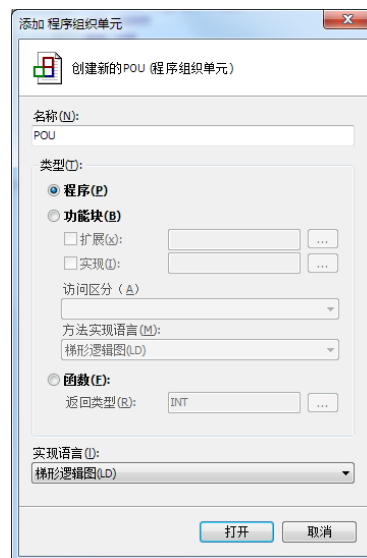 添加 程序组织单元
创建新的POU (程序组织单元)
名称(N):
POU
类型(T):
程序(P)
功能块(B)
扩展(x):
...
实现(I):
...
访问区分 (A)
方法实现语言(M):
梯形逻辑图(LD)
函数(F):
返回类型(R):
INT
...
实现语言(I):
梯形逻辑图(LD)
打开
取消